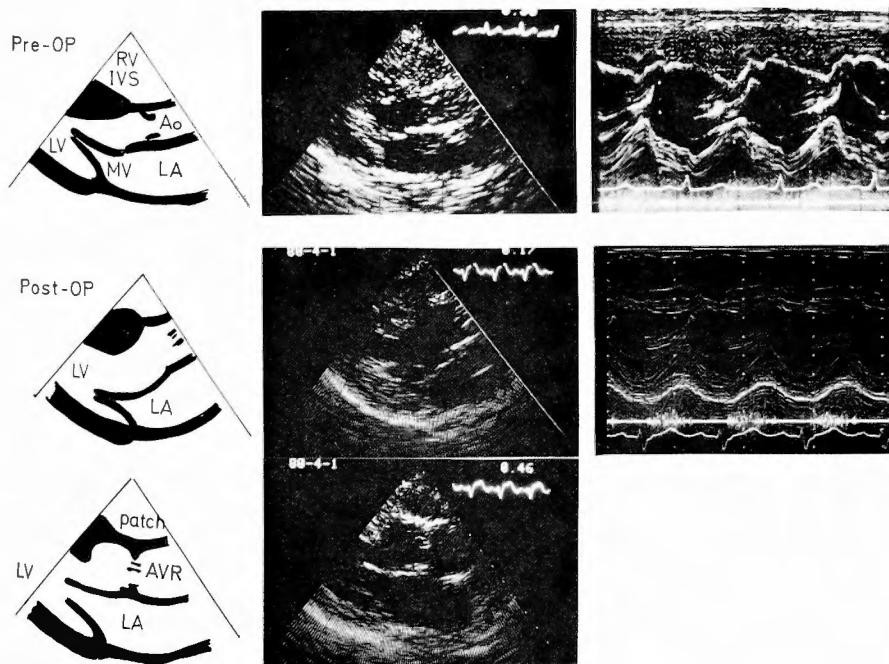 Pre-OP
RV
IVS
Ao
LV
MV
LA
Post-OP
88-4-1
0.17
LV
LA
88-4-1
0.46
patch
LV
AVR
LA